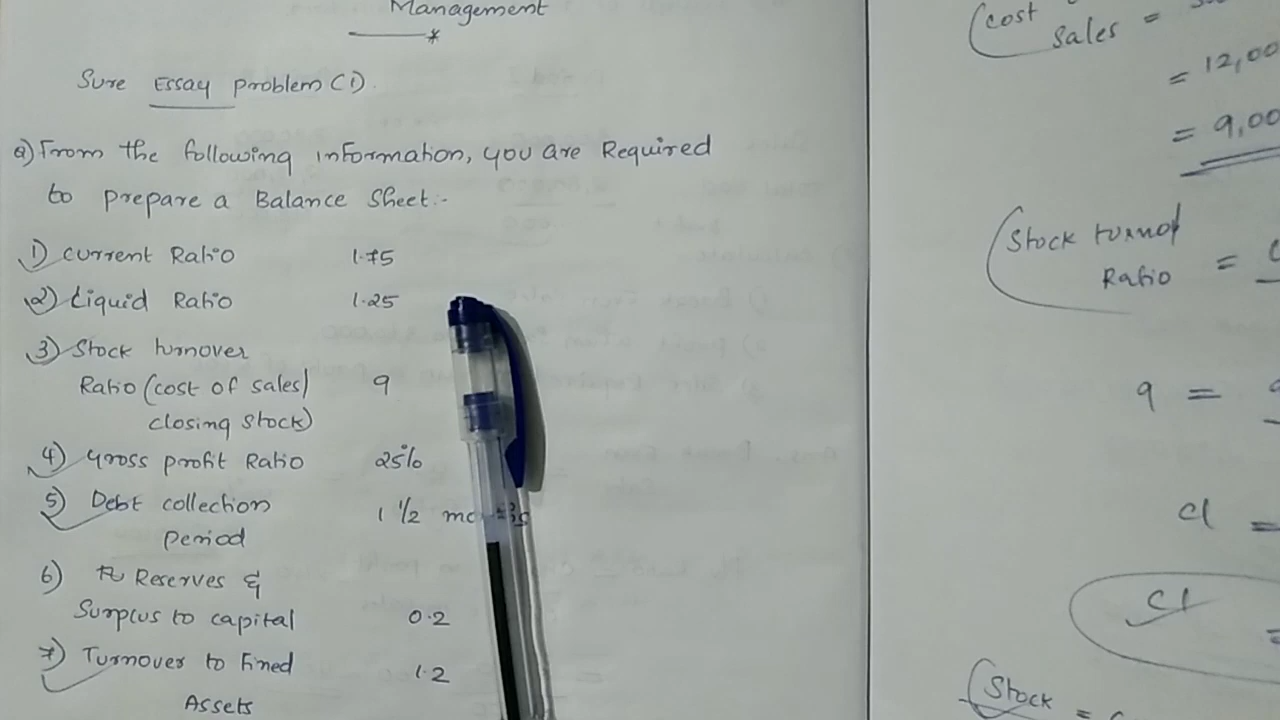 Management
Sure Essay problem (1)
Q) From the following information, you are Required
to prepare a Balance Sheet:-
1) Current Ratio 1.75
2) Liquid Ratio 1.25
3) Stock turnover
Ratio (cost of sales/ 9
closing stock)
4) Gross profit Ratio 25%
5) Debt collection
period 1 1/2
6) Reserves &
Surplus to capital 0.2
7) Turnover to Fixed
Assets 1.2
(cost
sales =
= 12,00
= 9,00
(Stock turnov
Ratio =
9 =
Cl =
Cl =
(Stock =